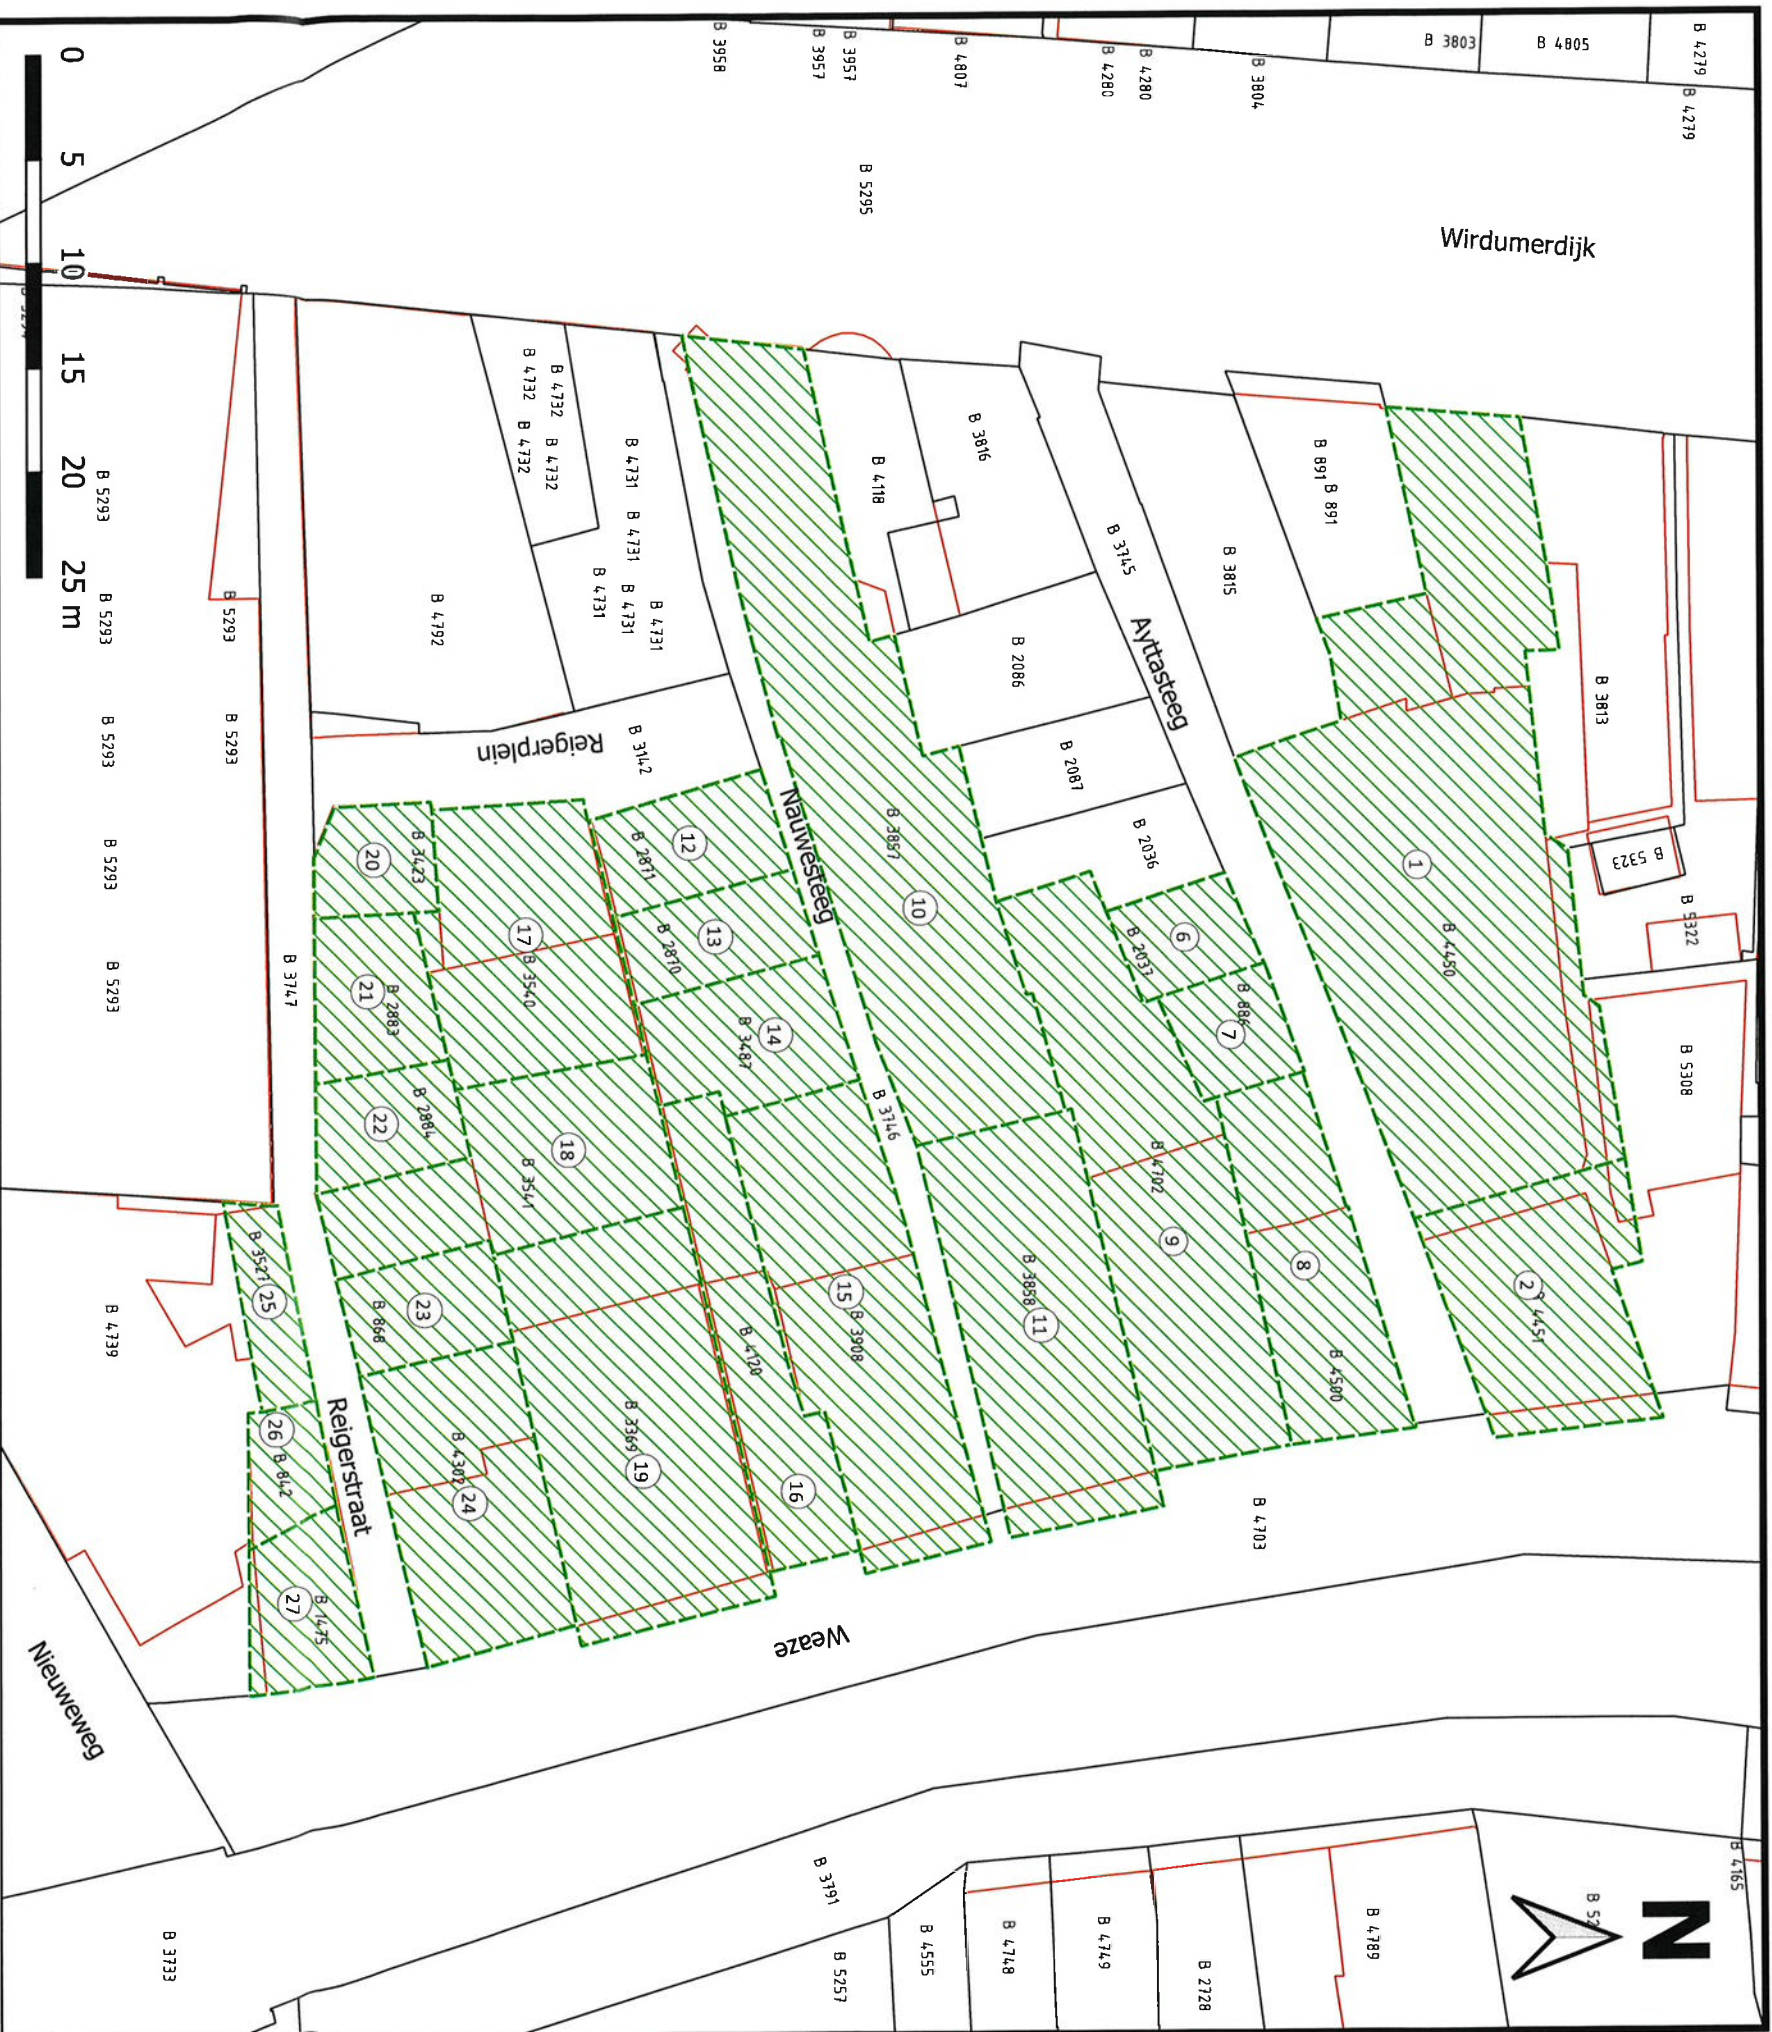 0 5 10 15 20 25 m
N
Wirdumerdijk
Ayttasteeg
Nauwesteeg
Reigerplein
Reigerstraat
Weaze
Nieuweweg
B 3958
B 3957
B 3957
B 4807
B 4280
B 4280
B 3804
B 3803
B 4805
B 4279
B 4279
B 5295
B 4732
B 4732
B 4732
B 4732
B 4731
B 4731
B 4731
B 4731
B 4731
B 4792
B 3142
B 4118
B 3816
B 2086
B 2087
B 2036
B 3745
B 3815
B 891
B 891
B 3813
B 5323
B 5322
B 5308
1
B 4450
2
4451
6
B 2037
7
B 886
8
B 4500
9
B 4702
10
B 3857
11
B 3858
12
B 2871
13
B 2870
14
B 3487
15
B 3908
16
B 4120
17
B 3540
18
B 3541
19
B 3369
20
B 3423
21
B 2883
22
B 2884
23
B 868
24
B 4302
25
B 3527
26
B 842
27
B 1475
B 3746
B 3747
B 5293
B 5293
B 5293
B 5293
B 5293
B 5293
B 5293
B 4739
B 4703
B 3733
B 3791
B 5257
B 4555
B 4748
B 4749
B 2728
B 4789
B 52
B 4165